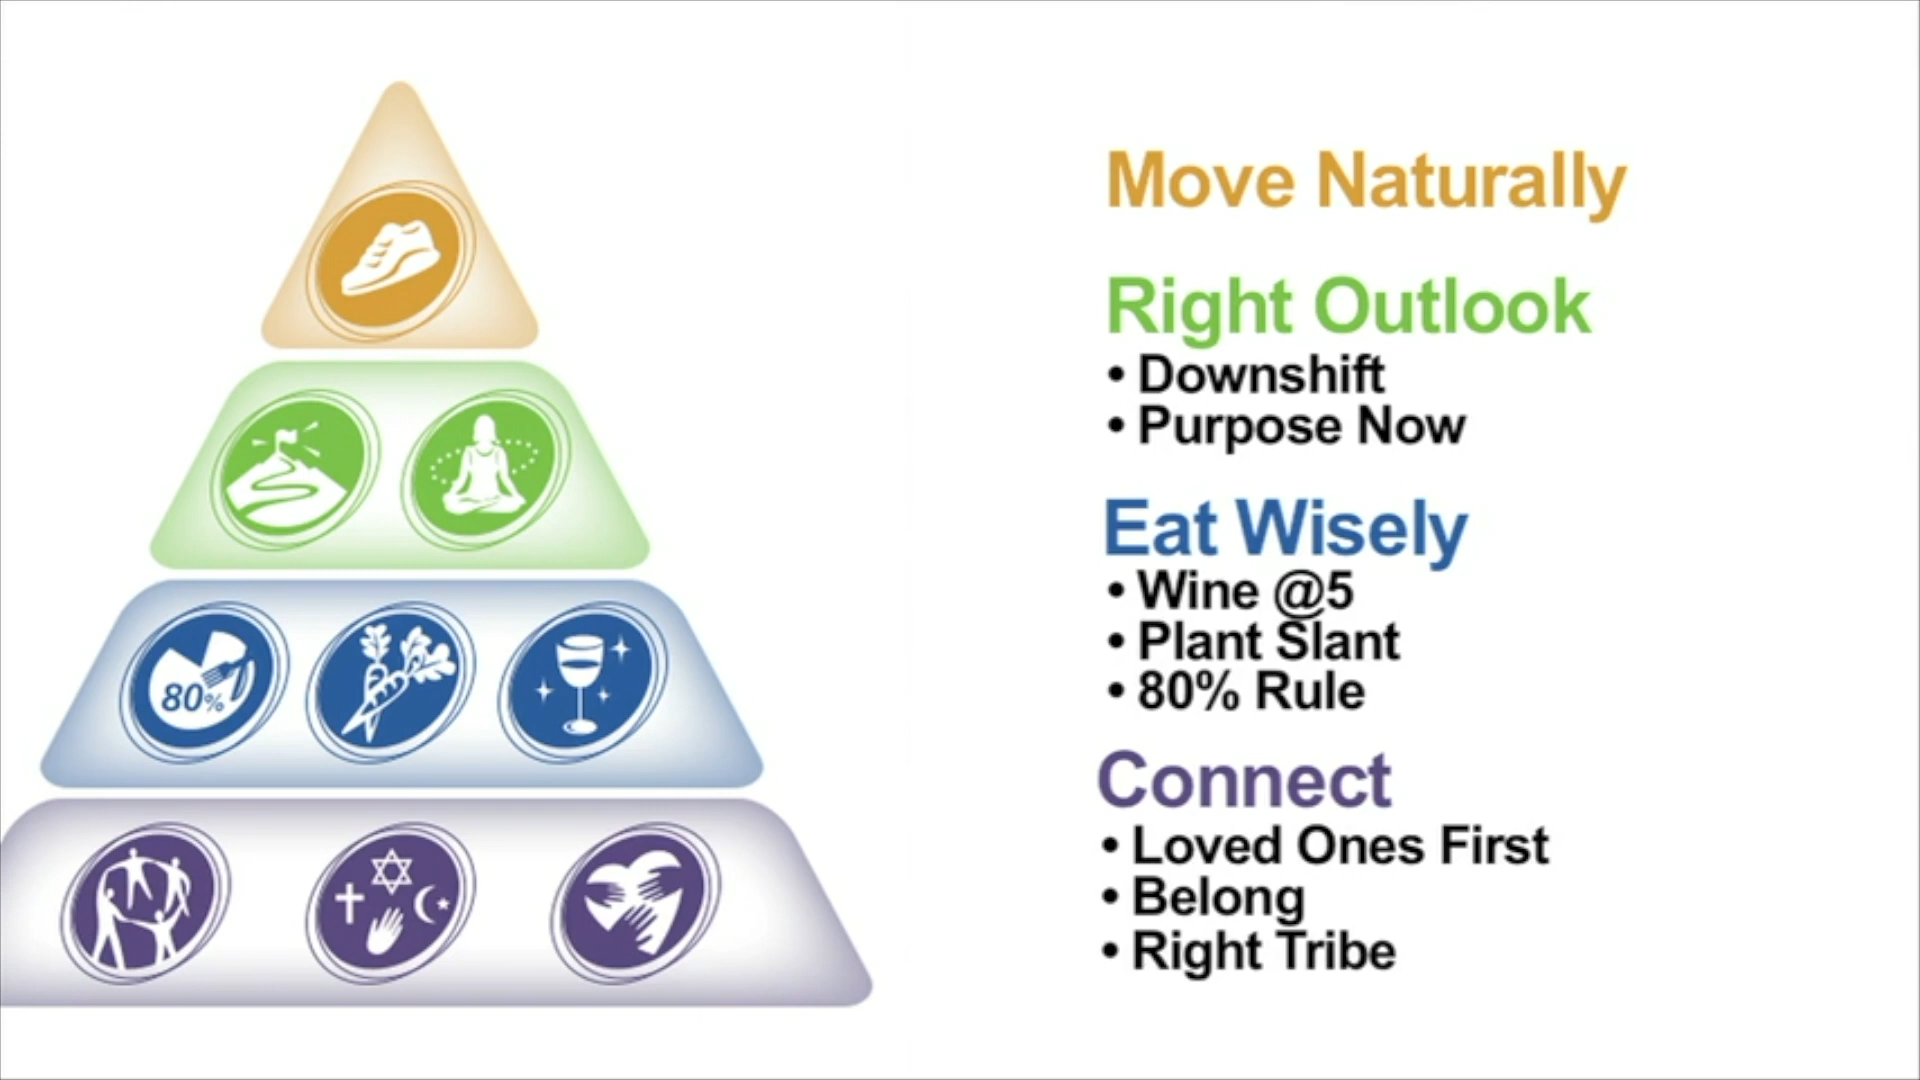 Move Naturally
Right Outlook
• Downshift
• Purpose Now
80%
Eat Wisely
• Wine @5
• Plant Slant
• 80% Rule
Connect
• Loved Ones First
• Belong
• Right Tribe